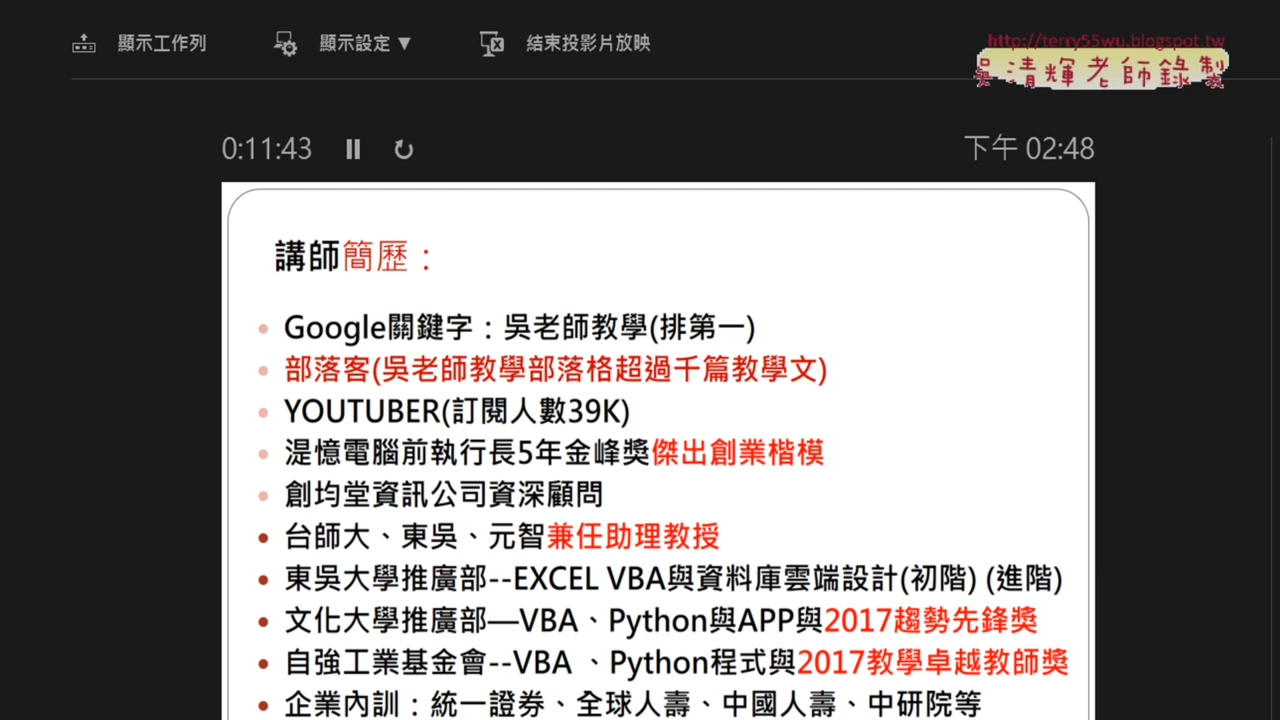 顯示工作列
顯示設定 ▼
結束投影片放映
http://terry55wu.blogspot.tw
吳清輝老師錄製
0:11:43
下午 02:48
講師簡歷：
Google關鍵字：吳老師教學(排第一)
部落客(吳老師教學部落格超過千篇教學文)
YOUTUBER(訂閱人數39K)
湜憶電腦前執行長5年金峰獎傑出創業楷模
創均堂資訊公司資深顧問
台師大、東吳、元智兼任助理教授
東吳大學推廣部--EXCEL VBA與資料庫雲端設計(初階) (進階)
文化大學推廣部—VBA、Python與APP與2017趨勢先鋒獎
自強工業基金會--VBA 、Python程式與2017教學卓越教師獎
企業內訓：統一證券、全球人壽、中國人壽、中研院等